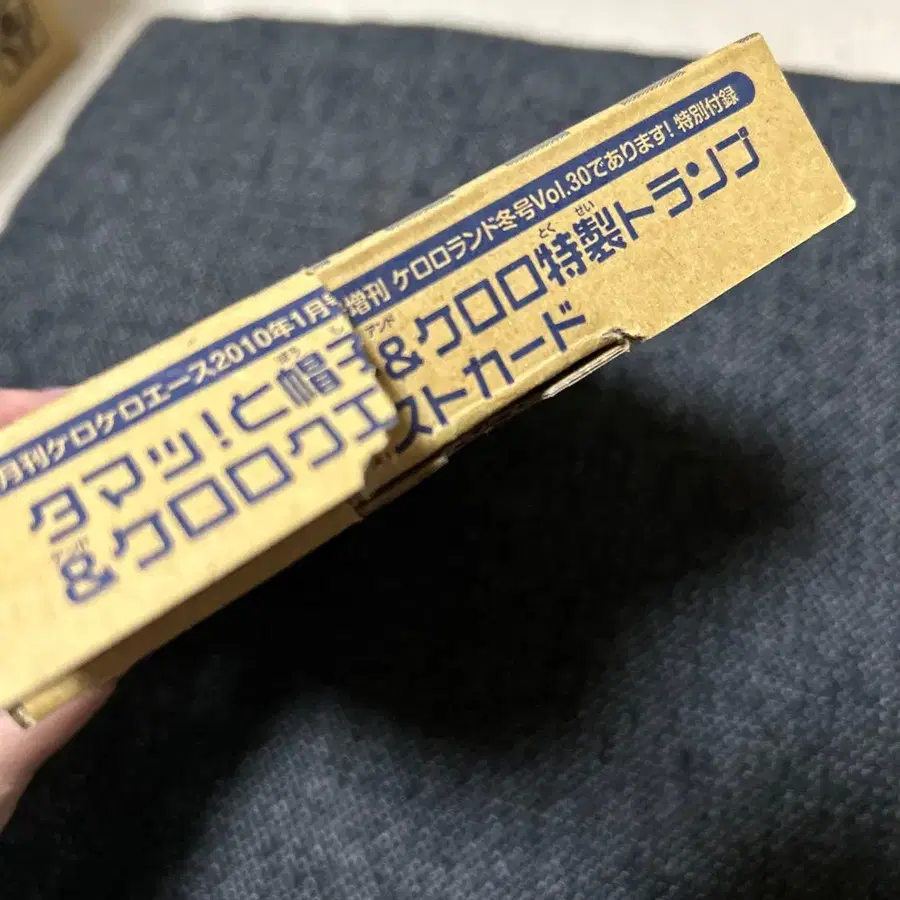 月刊ケロケロエース2010年1月号増刊 ケロロランド冬号Vol.30であります! 特別付録
タマッ!と帽子&ケロロ特製トランプ
&ケロロクエストカード